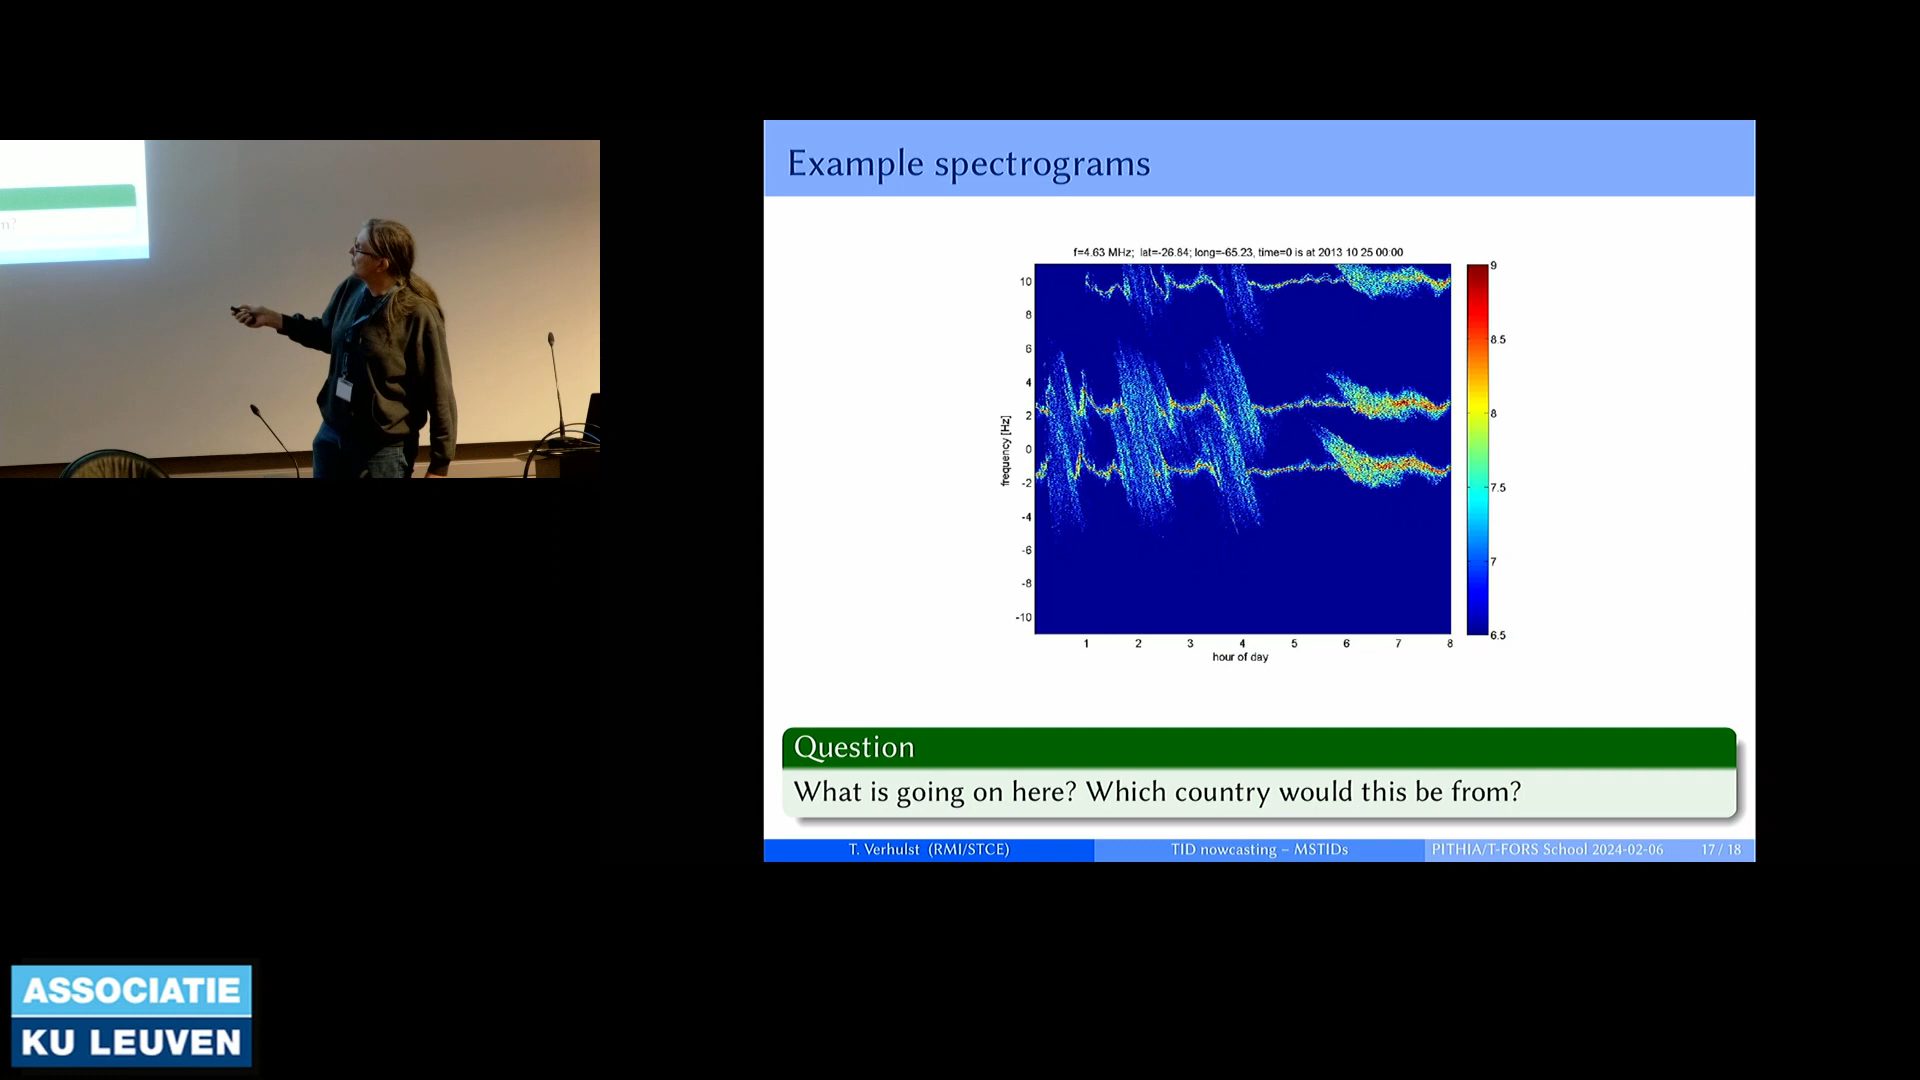 Example spectrograms
f=4.63 MHz; lat=-26.84; long=-65.23, time=0 is at 2013 10 25 00:00
10
8
6
4
2
0
-2
-4
-6
-8
-10
frequency [Hz]
1 2 3 4 5 6 7 8
hour of day
9
8.5
8
7.5
7
6.5
Question
What is going on here? Which country would this be from?
T. Verhulst (RMI/STCE) TID nowcasting – MSTIDs PITHIA/T-FORS School 2024-02-06 17 / 18
ASSOCIATIE
KU LEUVEN